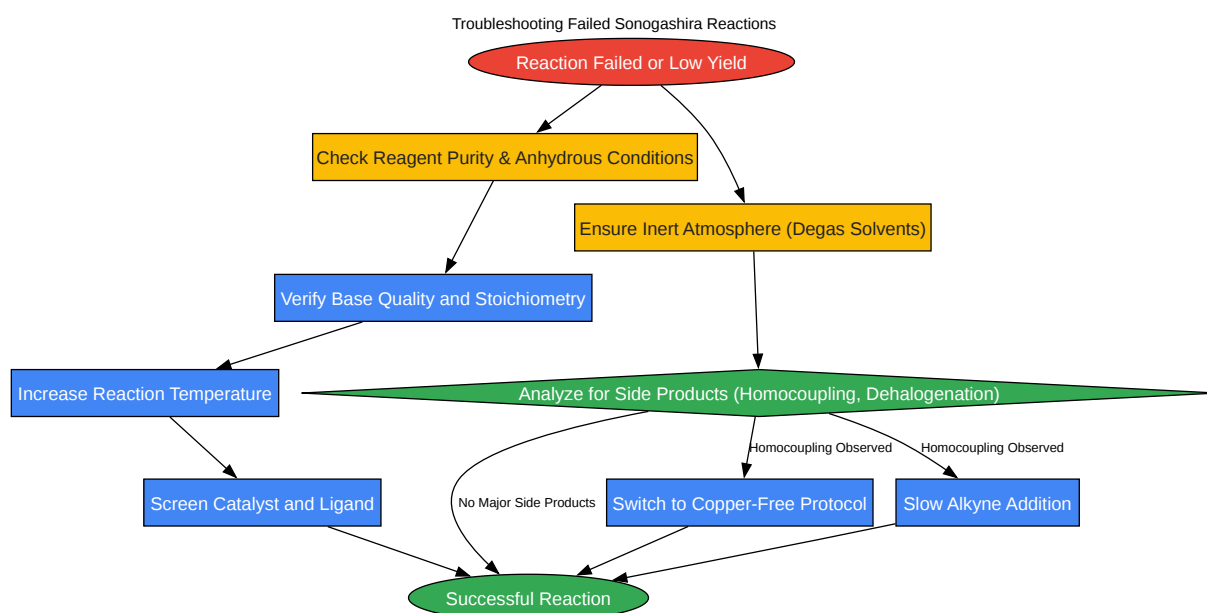 Troubleshooting Failed Sonogashira Reactions
Reaction Failed or Low Yield
Check Reagent Purity & Anhydrous Conditions
Ensure Inert Atmosphere (Degas Solvents)
Verify Base Quality and Stoichiometry
Increase Reaction Temperature
Analyze for Side Products (Homocoupling, Dehalogenation)
Homocoupling Observed
Homocoupling Observed
No Major Side Products
Screen Catalyst and Ligand
Switch to Copper-Free Protocol
Slow Alkyne Addition
Successful Reaction